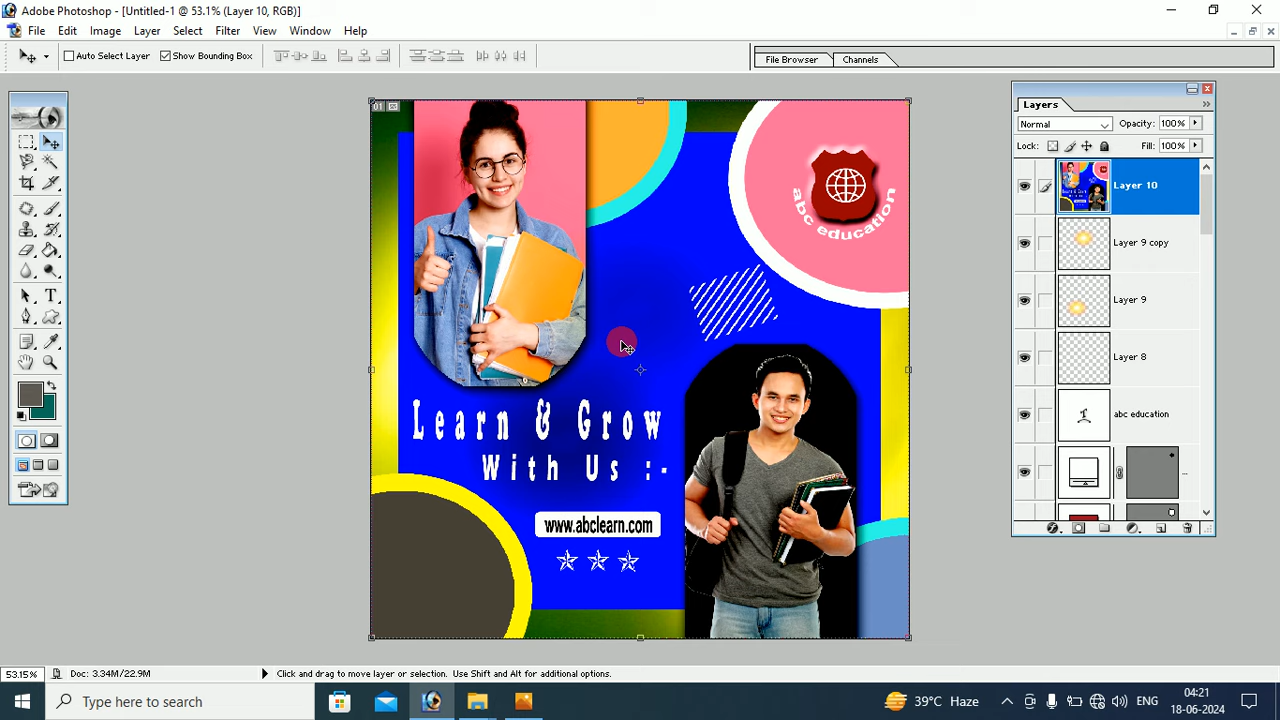 Adobe Photoshop - [Untitled-1 @ 53.1% (Layer 10, RGB)]
File Edit Image Layer Select Filter View Window Help
Auto Select Layer Show Bounding Box
File Browser Channels
Layers
Normal Opacity: 100%
Lock: Fill: 100%
Layer 10
Layer 9 copy
Layer 9
Layer 8
abc education
...
01
abc education
Learn & Grow
With Us :-
www.abclearn.com
53.15% Doc: 3.34M/22.9M Click and drag to move layer or selection. Use Shift and Alt for additional options.
Type here to search
39°C Haze
ENG
04:21
18-06-2024